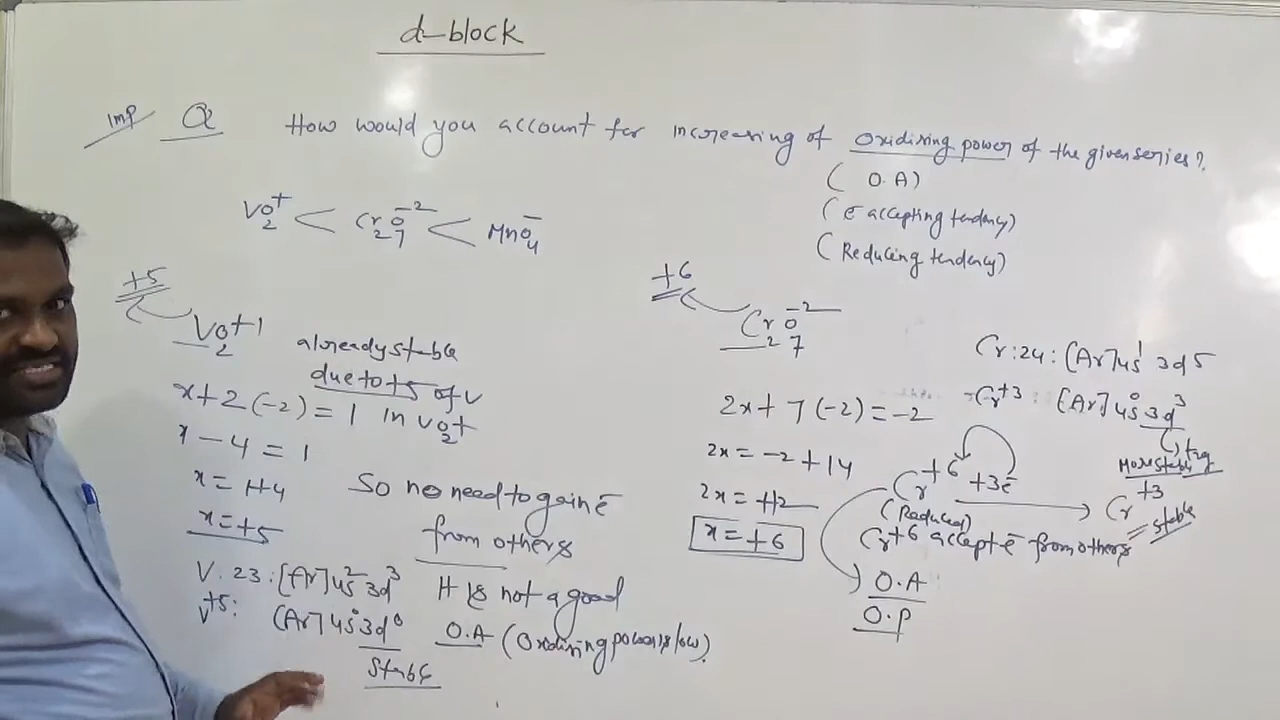 d-block
Imp Q How would you account for increasing of oxidising power of the given series?
( O.A )
( e⁻ accepting tendency)
( Reducing tendency)
VO₂⁺ < Cr₂O₇⁻² < MnO₄⁻
+5
VO₂⁺¹ already stable
due to +5 of V
in VO₂⁺
x+2(-2) = 1
x - 4 = 1
x = 1+4
x = +5
So no need to gain e⁻
from others
V: 23: [Ar] 4s² 3d³
V⁺⁵: [Ar] 4s⁰ 3d⁰
stable
It is not a good
O.A (Oxidising power is low).
+6
Cr₂O₇⁻²
2x + 7(-2) = -2
2x = -2 + 14
2x = +12
x = +6
Cr: 24: [Ar] 4s¹ 3d⁵
Cr⁺³: [Ar] 4s⁰ 3d³
t₂g
More stable
Cr⁺⁶ +3e⁻ → Cr⁺³
(Reduced)
stable
Cr⁺⁶ accept e⁻ from others
O.A
O.P